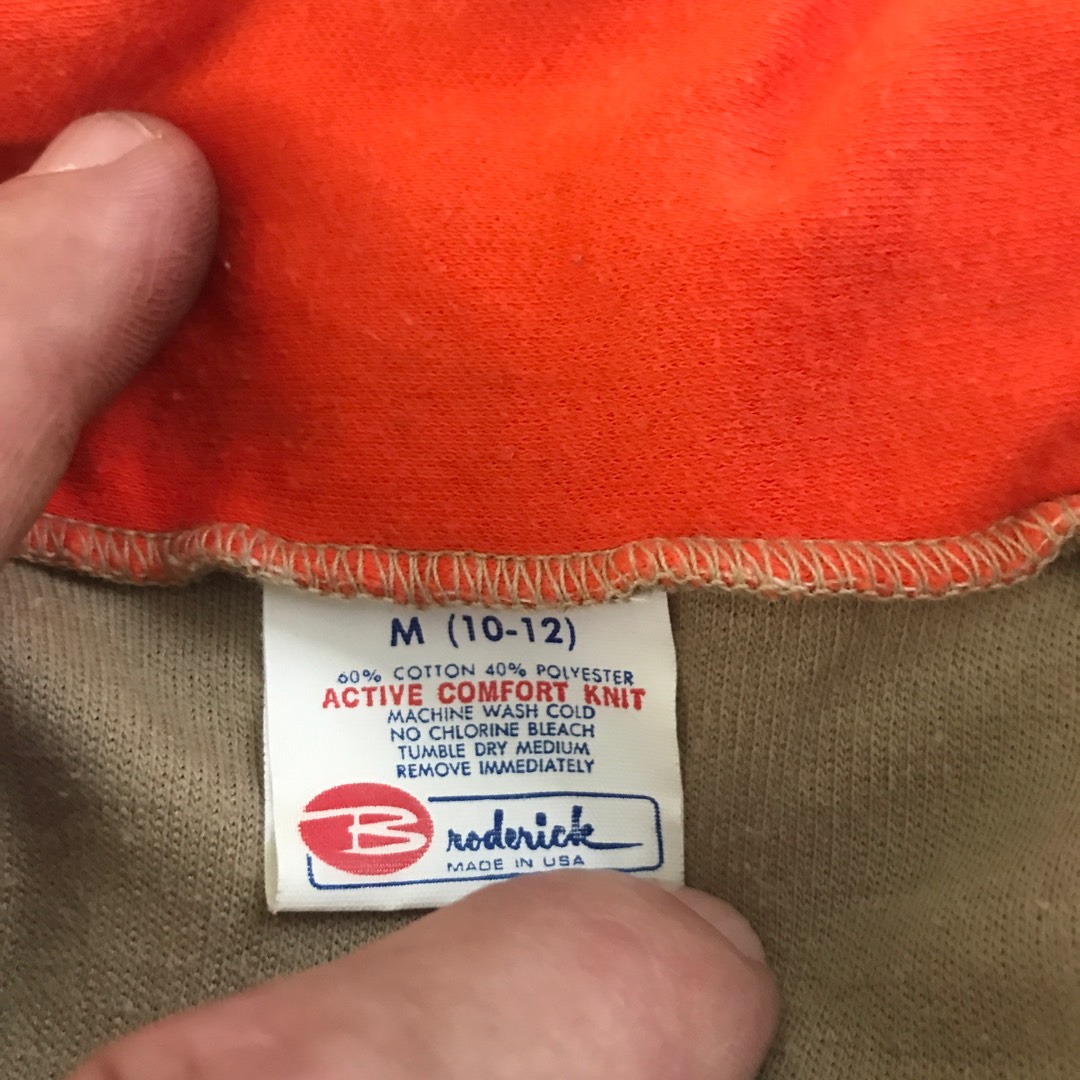 M (10-12)
60% COTTON 40% POLYESTER
ACTIVE COMFORT KNIT
MACHINE WASH COLD
NO CHLORINE BLEACH
TUMBLE DRY MEDIUM
REMOVE IMMEDIATELY
Broderick
MADE IN USA